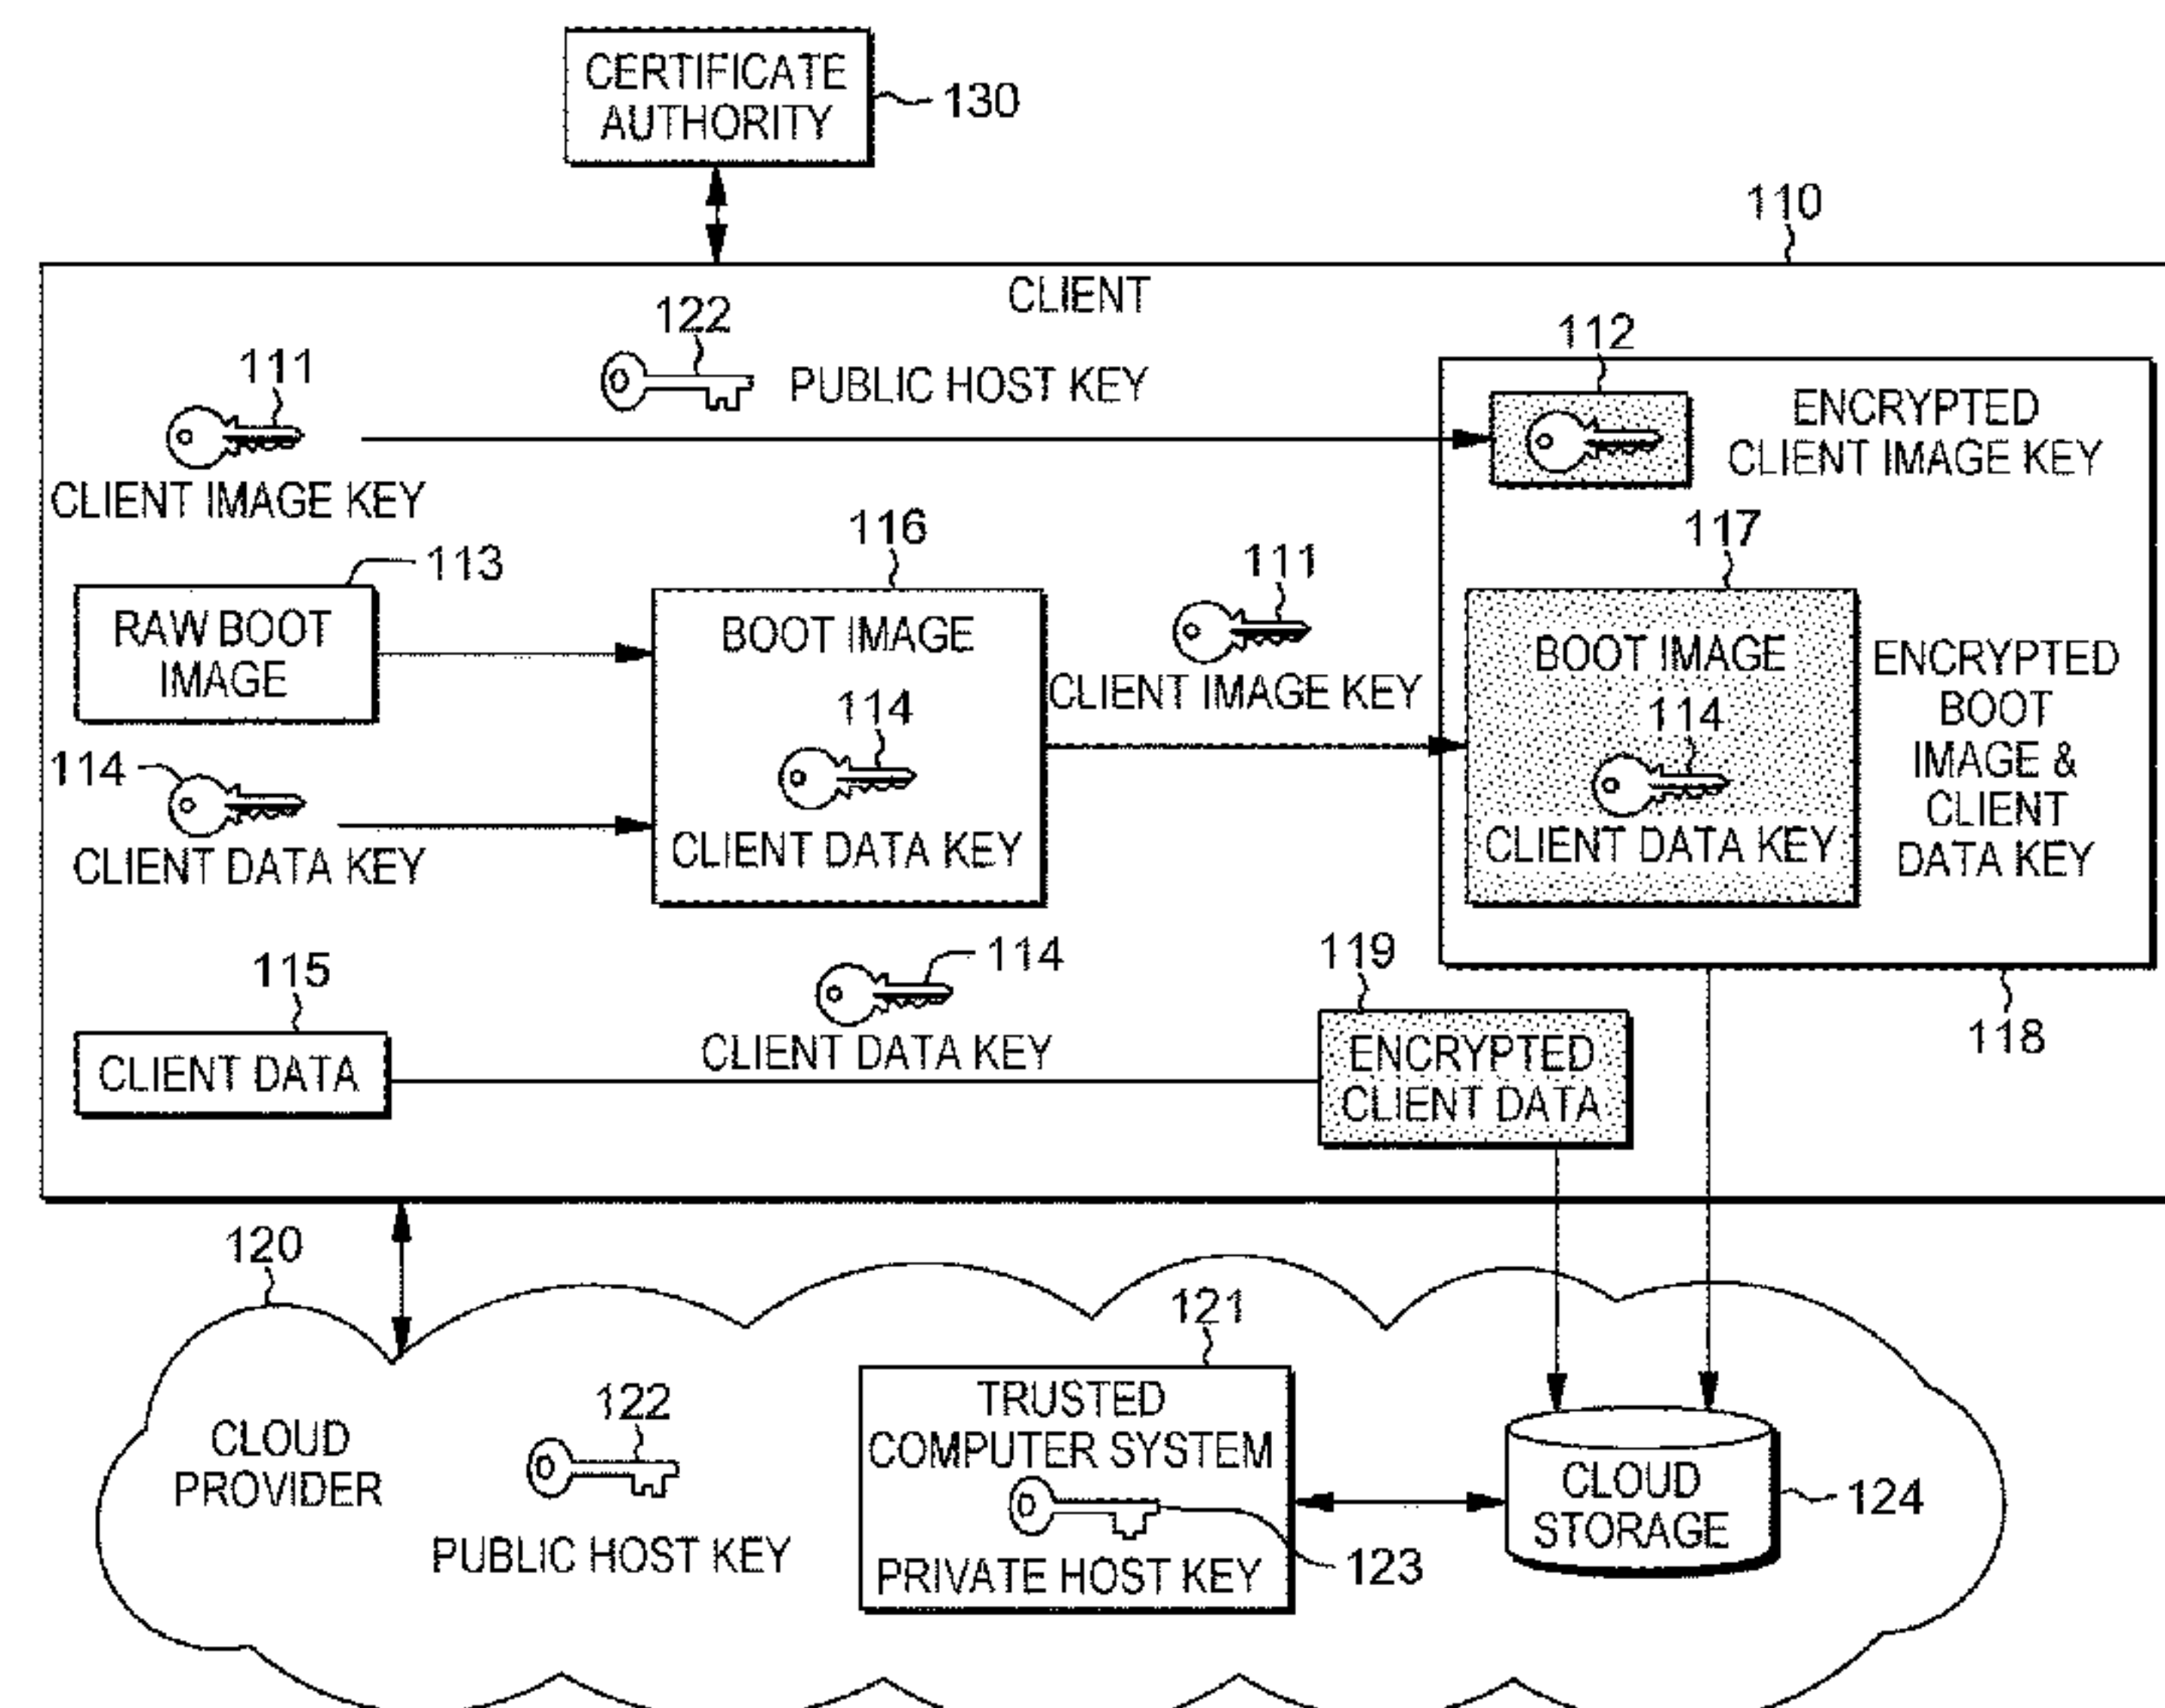 CERTIFICATE
AUTHORITY
130
110
CLIENT
122
PUBLIC HOST KEY
111
CLIENT IMAGE KEY
112
ENCRYPTED
CLIENT IMAGE KEY
113
RAW BOOT
IMAGE
114
CLIENT DATA KEY
116
BOOT IMAGE
114
CLIENT DATA KEY
111
CLIENT IMAGE KEY
117
BOOT IMAGE
114
CLIENT DATA KEY
ENCRYPTED
BOOT
IMAGE &
CLIENT
DATA KEY
118
115
CLIENT DATA
114
CLIENT DATA KEY
119
ENCRYPTED
CLIENT DATA
120
CLOUD
PROVIDER
122
PUBLIC HOST KEY
121
TRUSTED
COMPUTER SYSTEM
PRIVATE HOST KEY
123
CLOUD
STORAGE
124